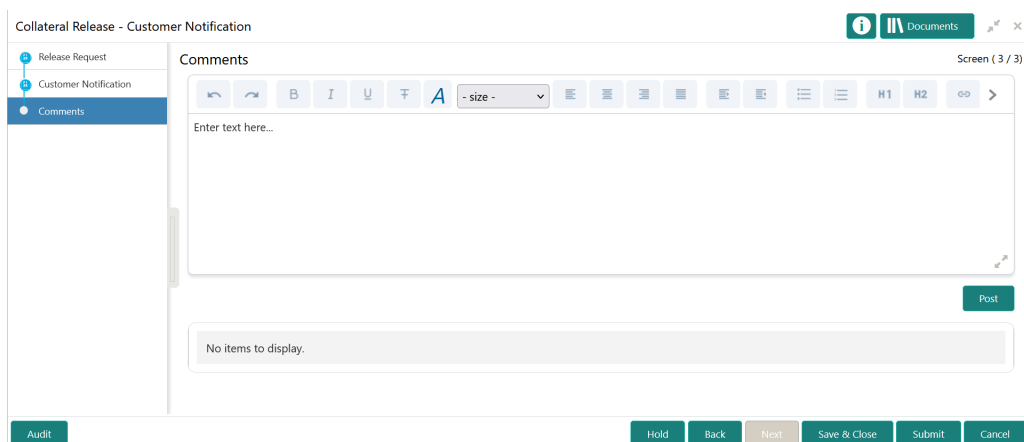 Collateral Release - Customer Notification
Documents
Release Request
Customer Notification
Comments
Comments
Screen ( 3 / 3)
B I U T A - size - H1 H2
Enter text here...
Post
No items to display.
Audit
Hold Back Next Save & Close Submit Cancel